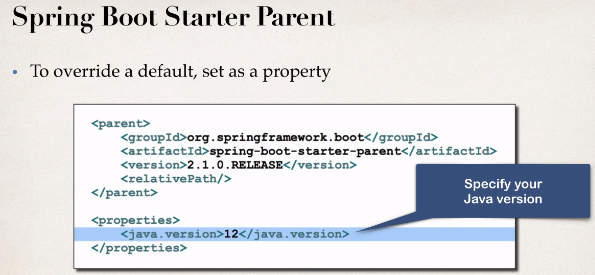 Spring Boot Starter Parent
• To override a default, set as a property
<parent>
<groupId>org.springframework.boot</groupId>
<artifactId>spring-boot-starter-parent</artifactId>
<version>2.1.0.RELEASE</version>
<relativePath/>
</parent>
<properties>
<java.version>12</java.version>
</properties>
Specify your
Java version